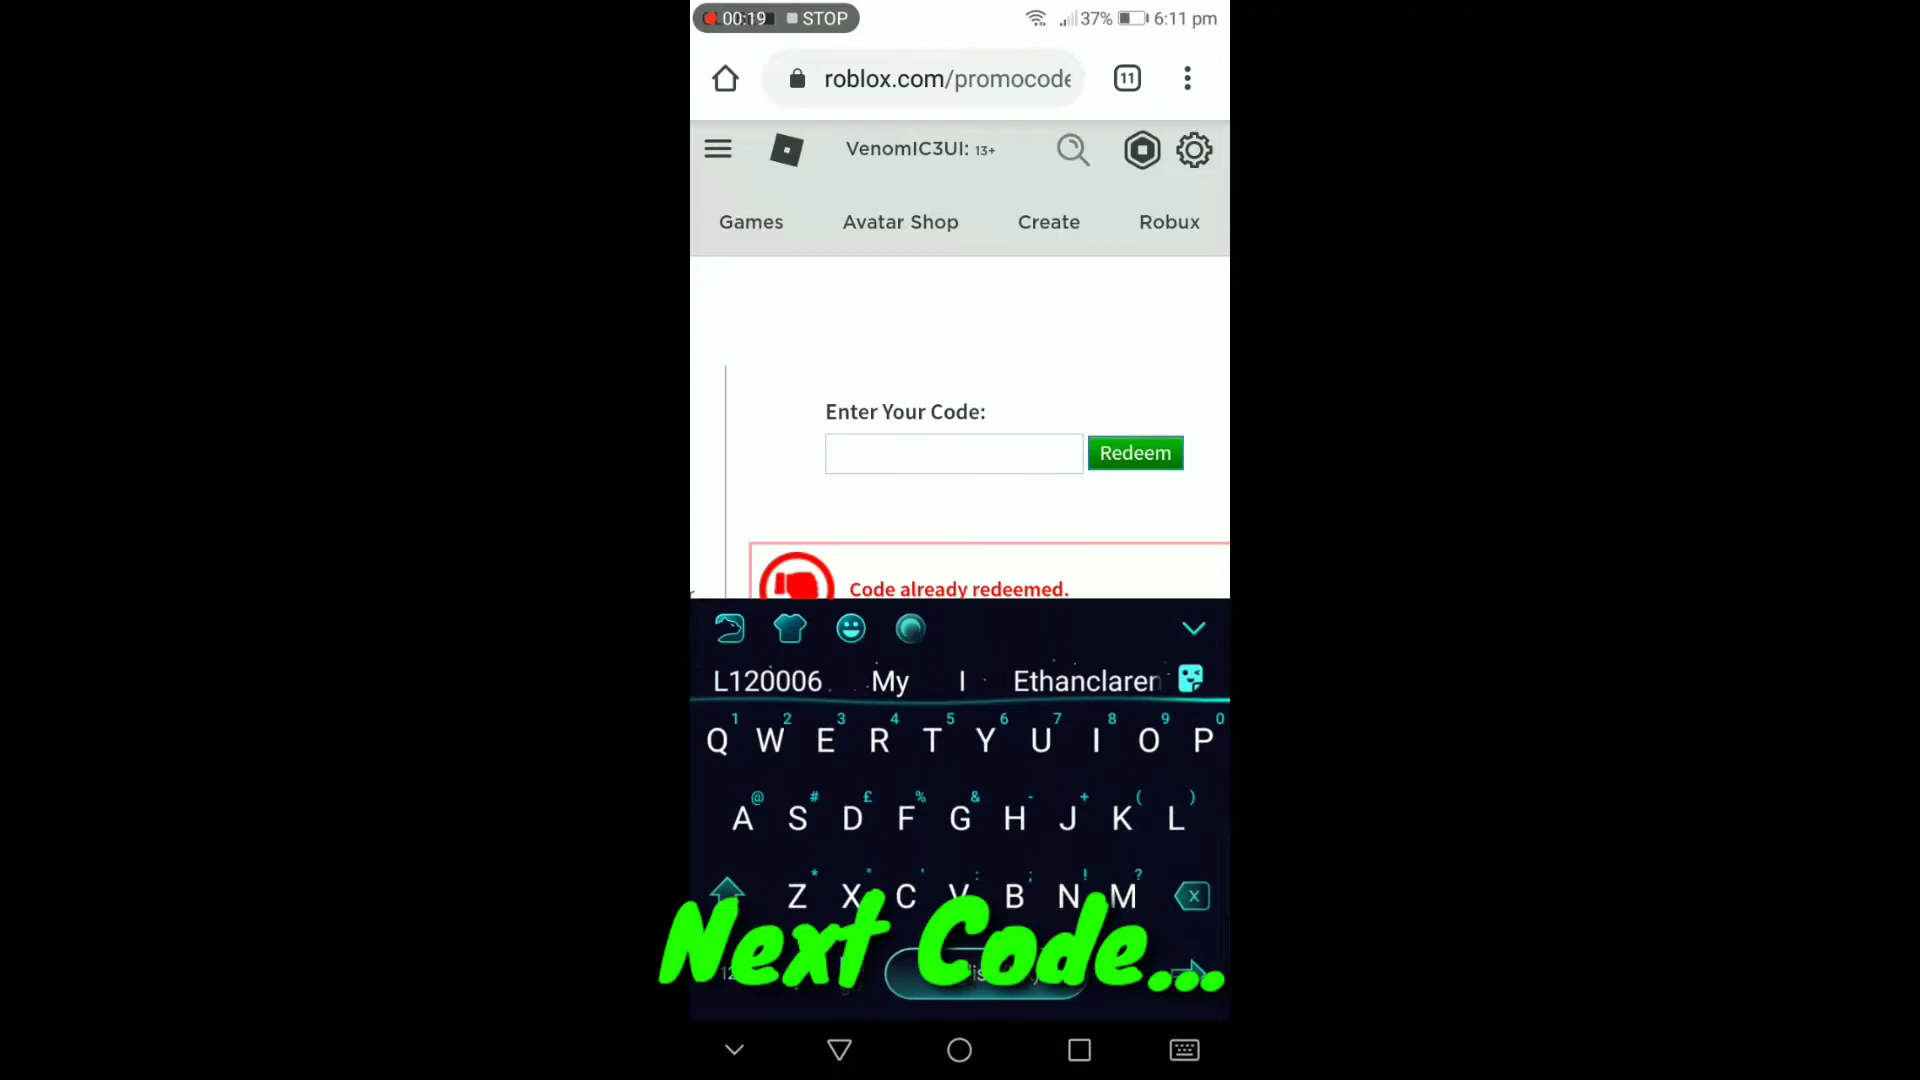 00:19 STOP 37% 6:11 pm
roblox.com/promocode 11
VenomIC3UI: 13+
Games Avatar Shop Create Robux
Enter Your Code:
Redeem
Code already redeemed.
L120006 My I Ethanclaren
1 2 3 4 5 6 7 8 9 0
Q W E R T Y U I O P
@ # £ % & - + ( )
A S D F G H J K L
* " ' : ; ! ?
Z X C V B N M
Next Code...